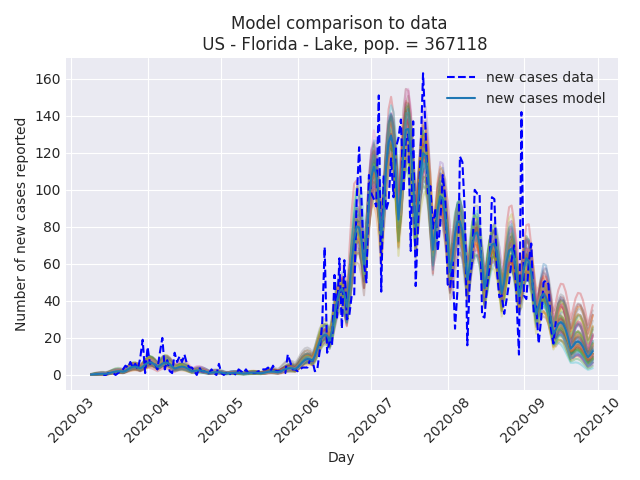 Model comparison to data
US - Florida - Lake, pop. = 367118
new cases data
new cases model
Number of new cases reported
160
140
120
100
80
60
40
20
0
2020-03
2020-04
2020-05
2020-06
2020-07
2020-08
2020-09
2020-10
Day